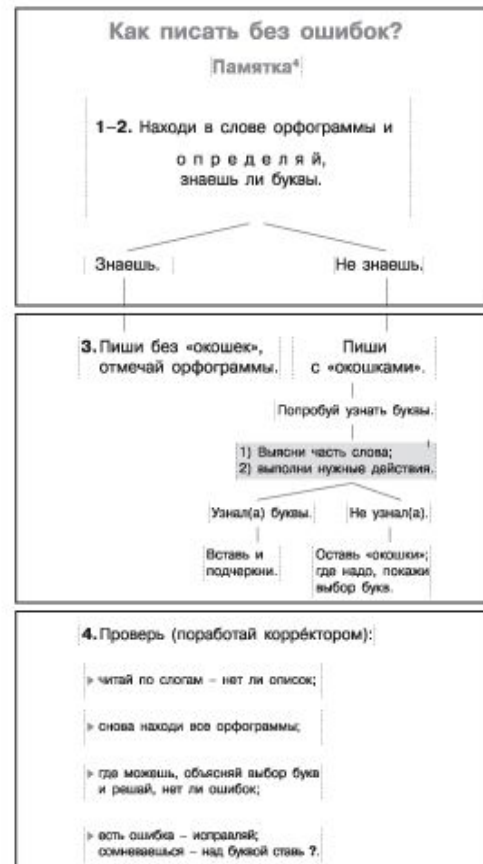 Как писать без ошибок?
Памятка⁴
1–2. Находи в слове орфограммы и
о п р е д е л я й,
знаешь ли буквы.
Знаешь. Не знаешь.
3. Пиши без «окошек», Пиши
отмечай орфограммы. с «окошками».
Попробуй узнать буквы.
1) Выясни часть слова;
2) выполни нужные действия.
Узнал(а) буквы. Не узнал(а).
Вставь и Оставь «окошки»;
подчеркни. где надо, покажи
выбор букв.
4. Проверь (поработай корре́ктором):
читай по слогам – нет ли описок;
снова находи все орфограммы;
где можешь, объясняй выбор букв
и решай, нет ли ошибок;
есть ошибка – исправляй;
сомневаешься – над буквой ставь ?.